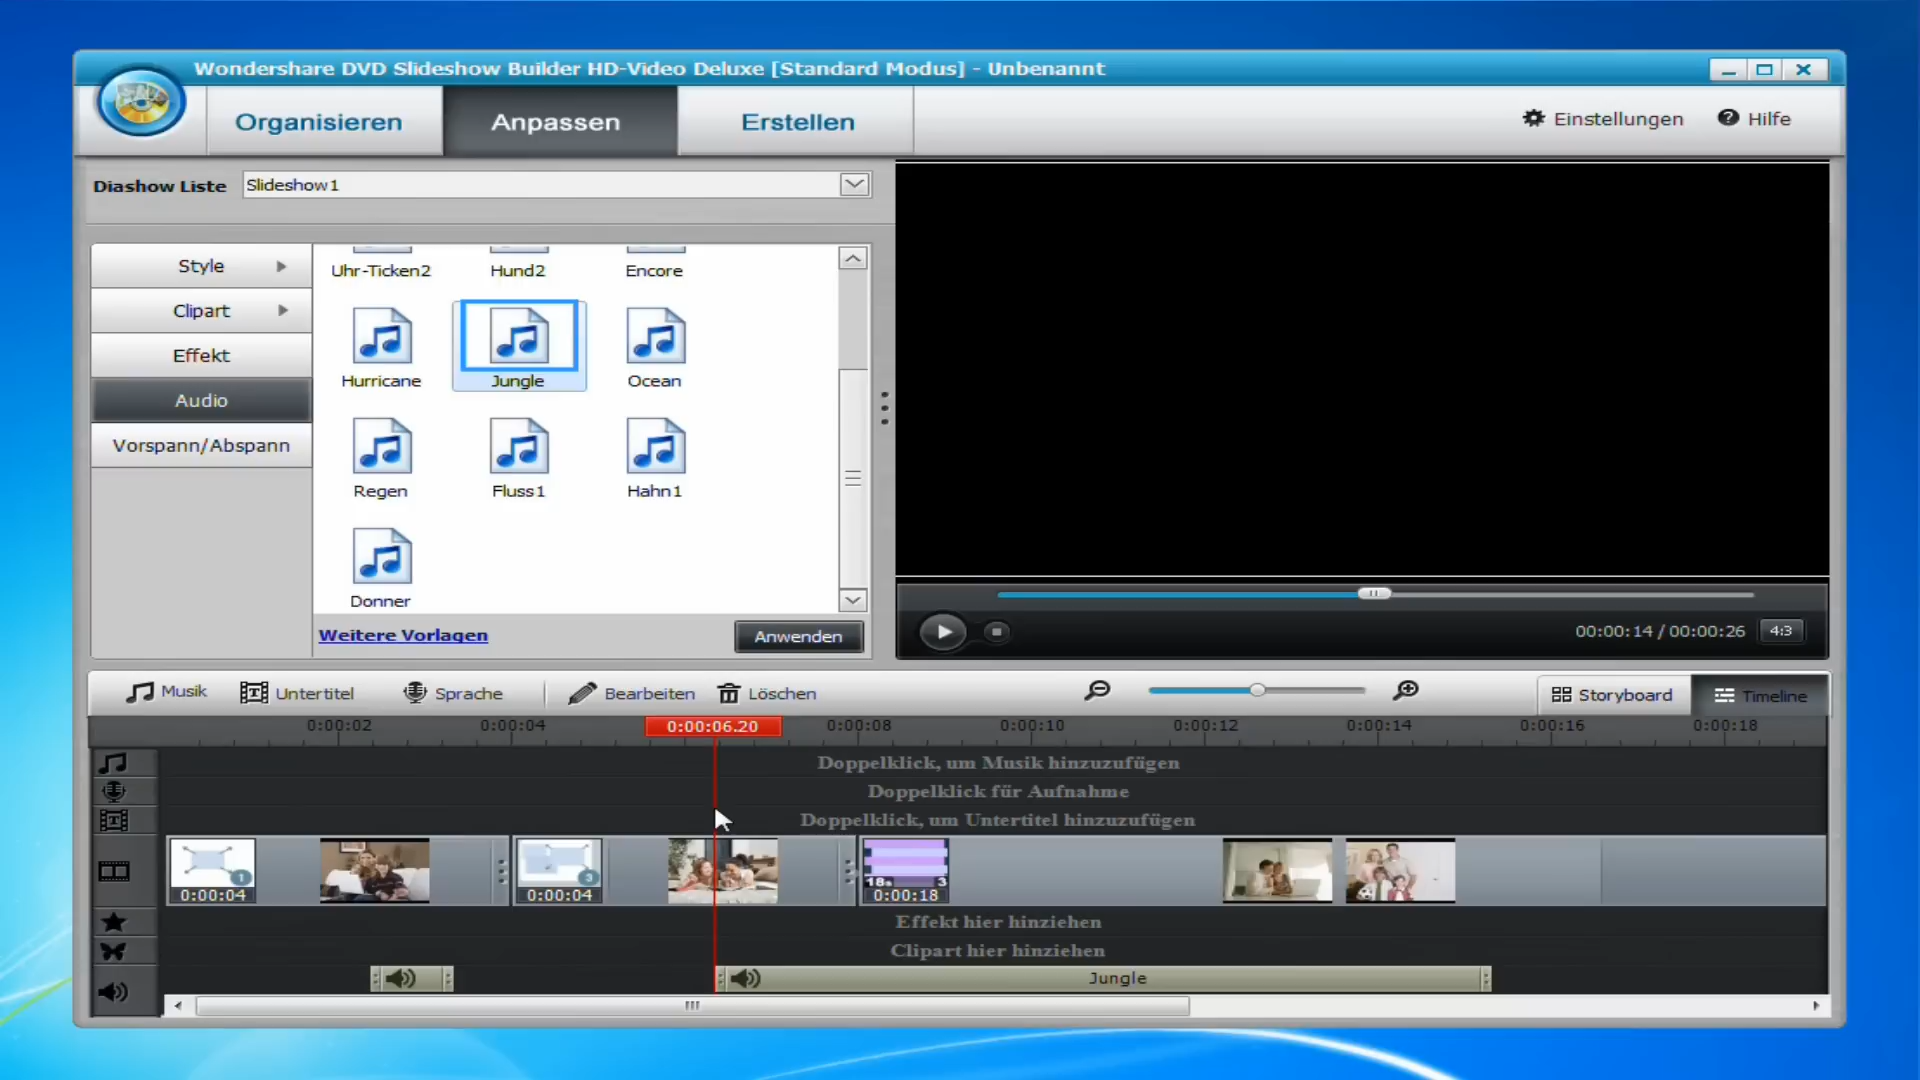 Wondershare DVD Slideshow Builder HD-Video Deluxe [Standard Modus] - Unbenannt
Organisieren
Anpassen
Erstellen
Einstellungen
Hilfe
Diashow Liste
Slideshow1
Style
Clipart
Effekt
Audio
Vorspann/Abspann
Uhr-Ticken2
Hund2
Encore
Hurricane
Jungle
Ocean
Regen
Fluss1
Hahn1
Donner
Weitere Vorlagen
Anwenden
00:00:14 / 00:00:26
4:3
Musik
Untertitel
Sprache
Bearbeiten
Löschen
Storyboard
Timeline
0:00:02
0:00:04
0:00:06.20
0:00:08
0:00:10
0:00:12
0:00:14
0:00:16
0:00:18
Doppelklick, um Musik hinzuzufügen
Doppelklick für Aufnahme
Doppelklick, um Untertitel hinzuzufügen
1
0:00:04
3
0:00:04
18s
3
0:00:18
Effekt hier hinziehen
Clipart hier hinziehen
Jungle